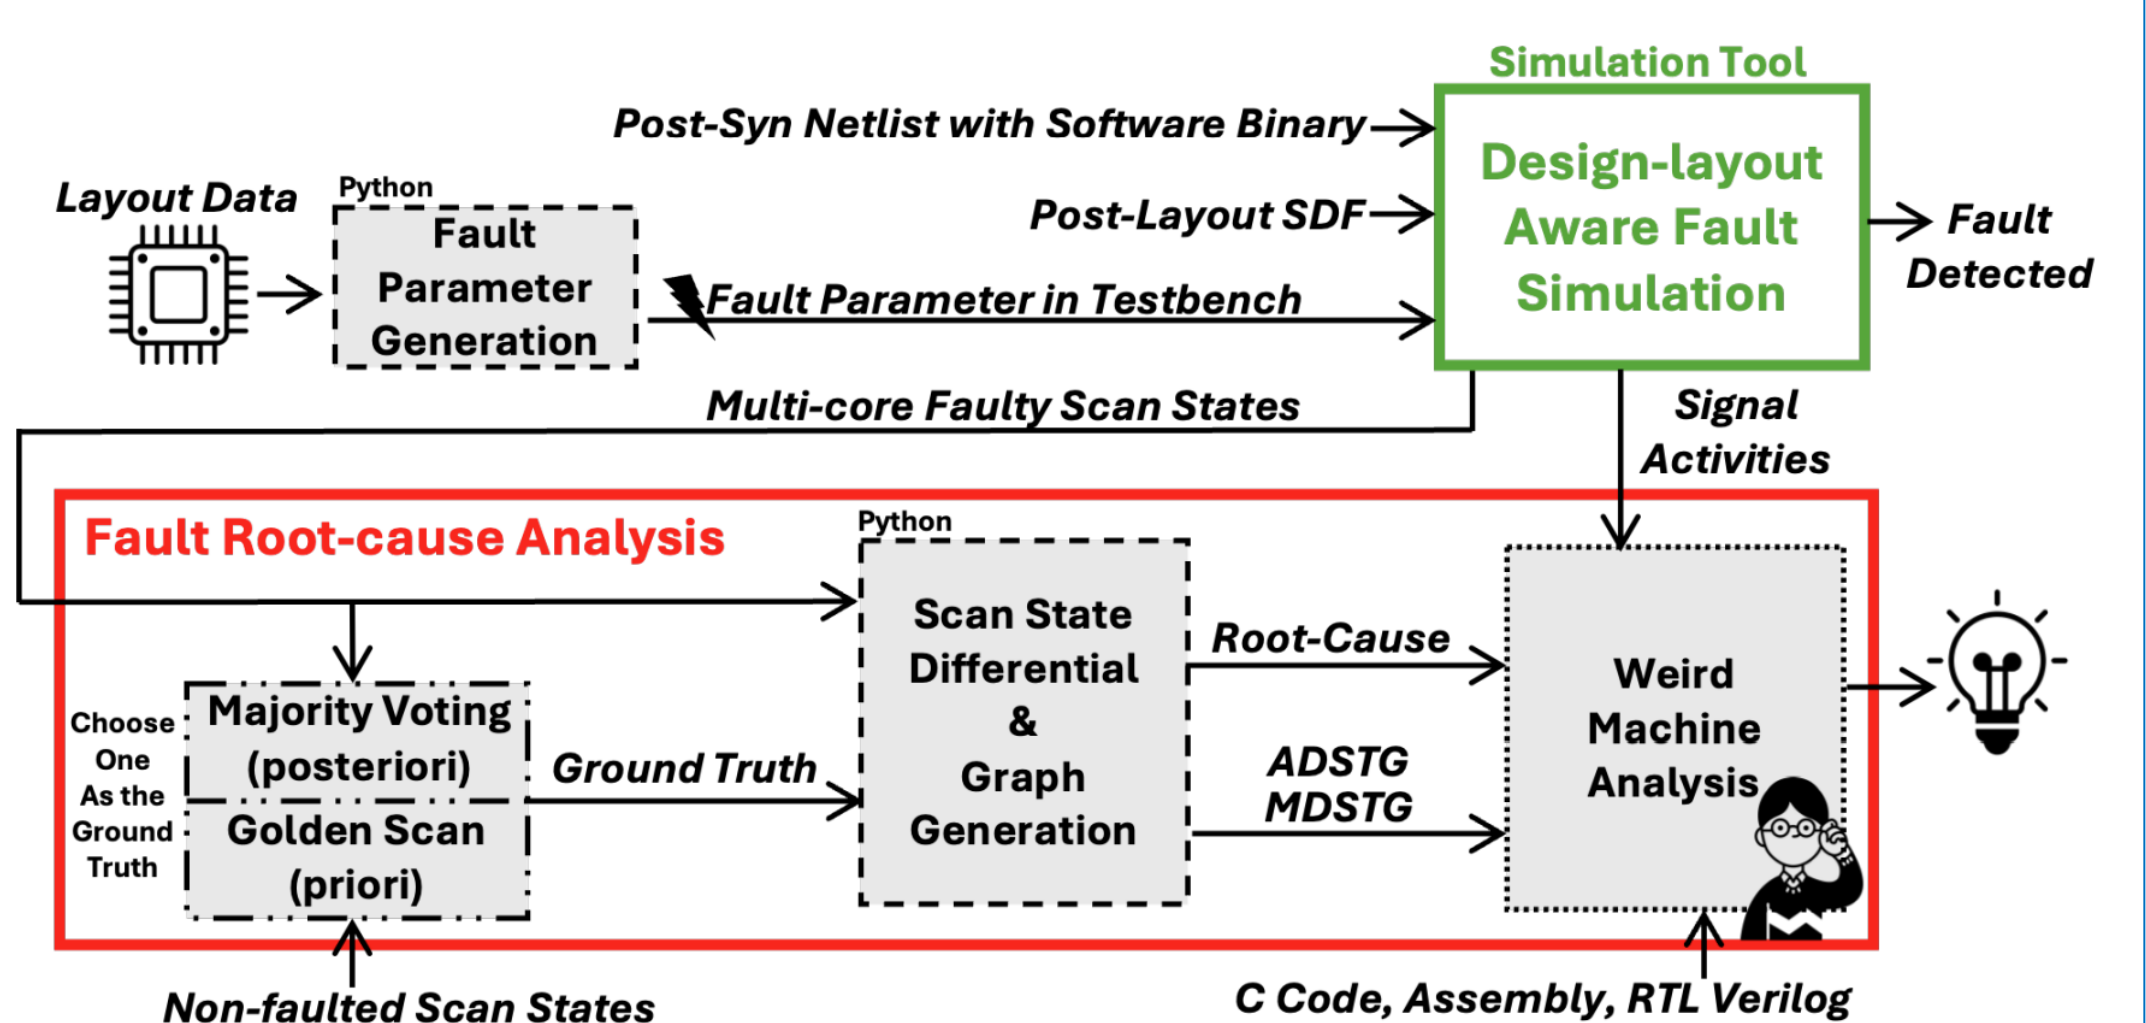 Simulation Tool
Post-Syn Netlist with Software Binary
Design-layout
Aware Fault
Simulation
Layout Data
Python
Fault
Parameter
Generation
Post-Layout SDF
Fault Parameter in Testbench
Fault
Detected
Multi-core Faulty Scan States
Signal
Activities
Fault Root-cause Analysis
Python
Scan State
Differential
&
Graph
Generation
Choose
One
As the
Ground
Truth
Majority Voting
(posteriori)
Golden Scan
(priori)
Ground Truth
Root-Cause
ADSTG
MDSTG
Weird
Machine
Analysis
Non-faulted Scan States
C Code, Assembly, RTL Verilog